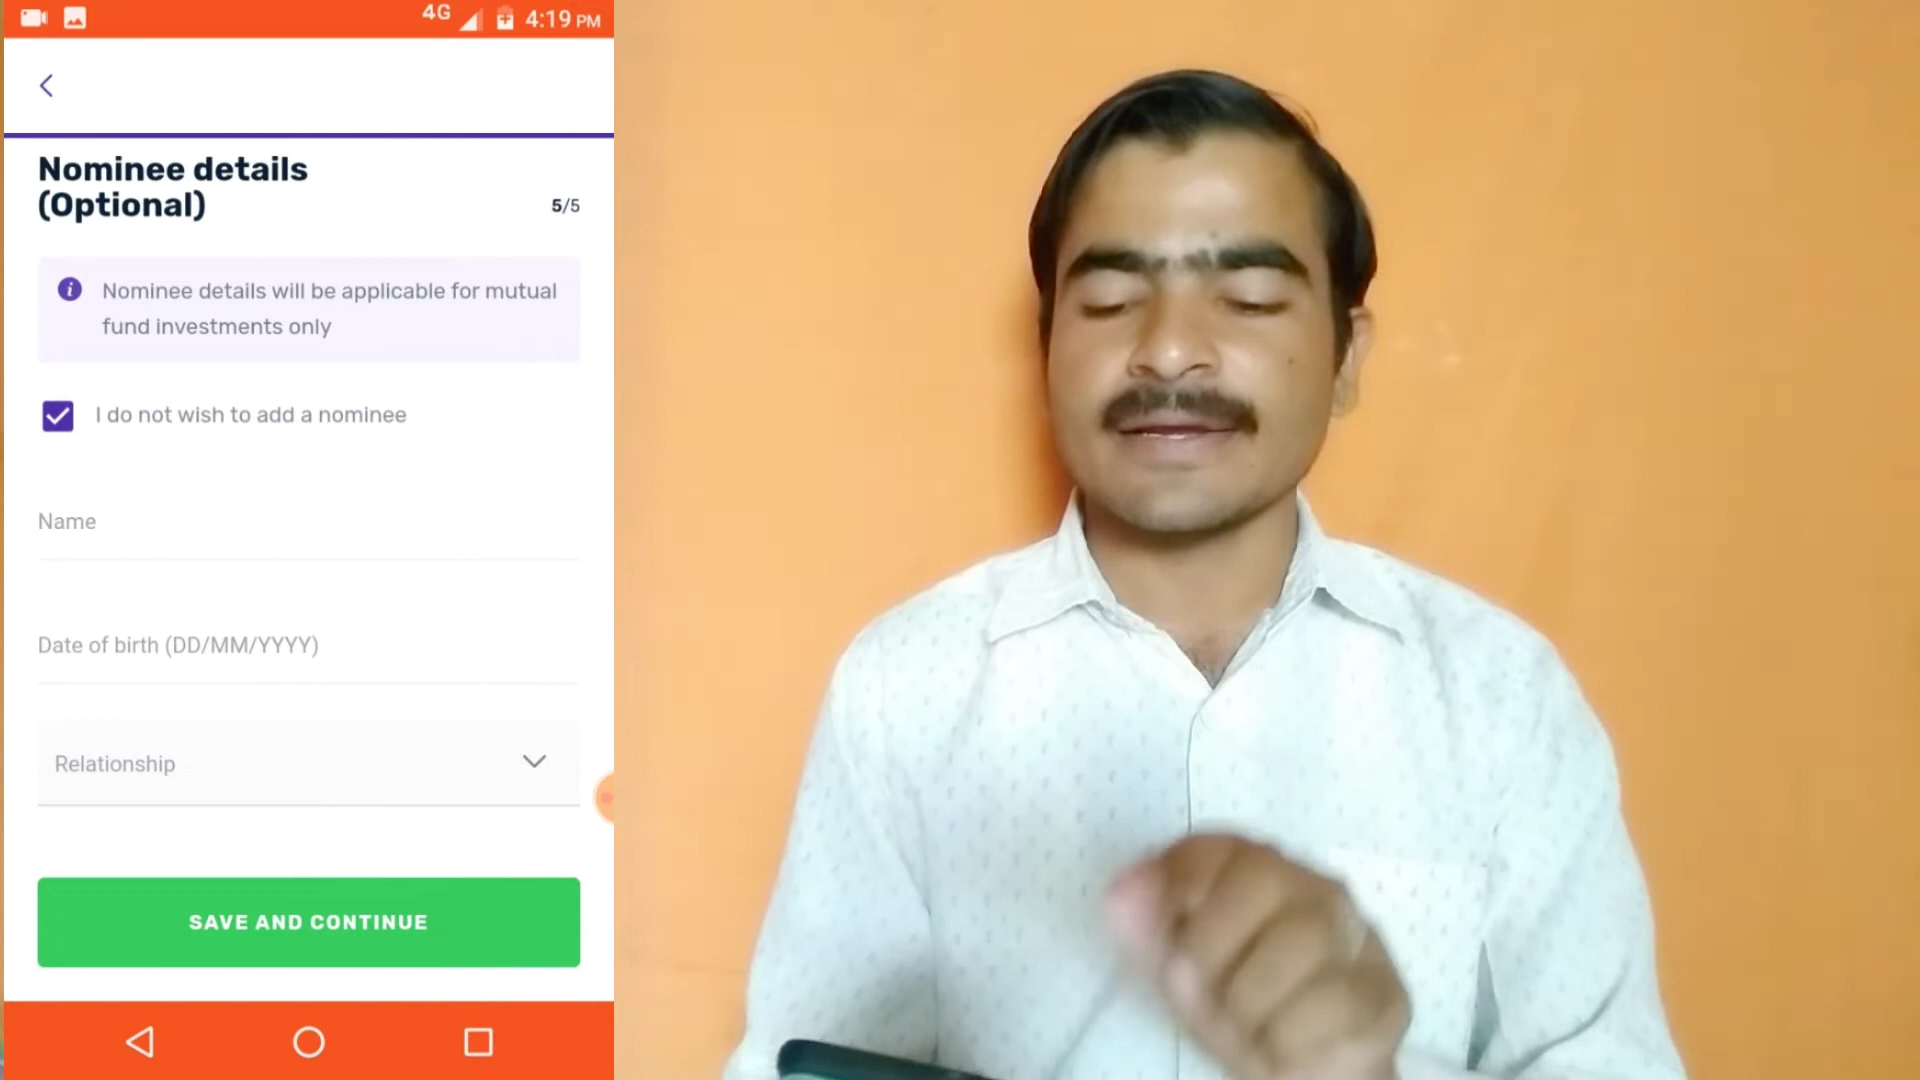 4G 4:19 PM
Nominee details
(Optional)
5/5
Nominee details will be applicable for mutual
fund investments only
I do not wish to add a nominee
Name
Date of birth (DD/MM/YYYY)
Relationship
SAVE AND CONTINUE